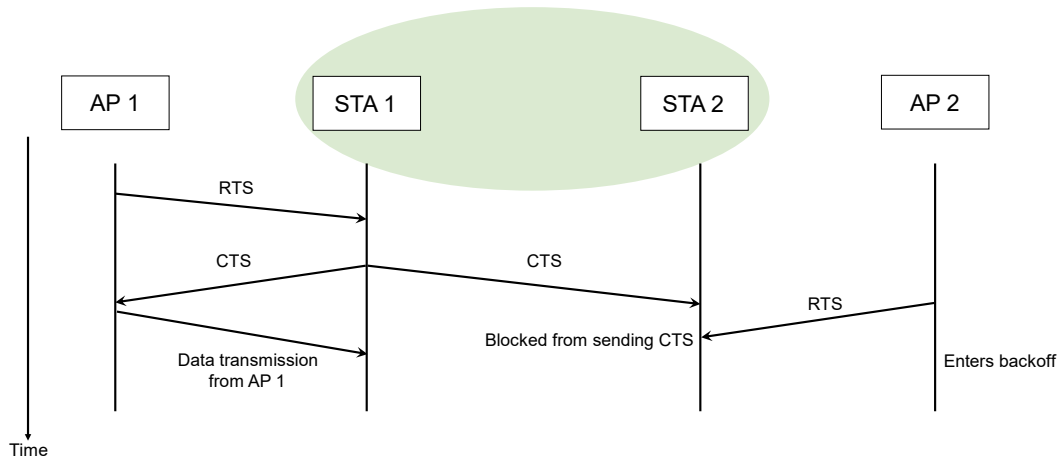 AP 1
STA 1
STA 2
AP 2
RTS
CTS
CTS
RTS
Blocked from sending CTS
Data transmission
from AP 1
Enters backoff
Time